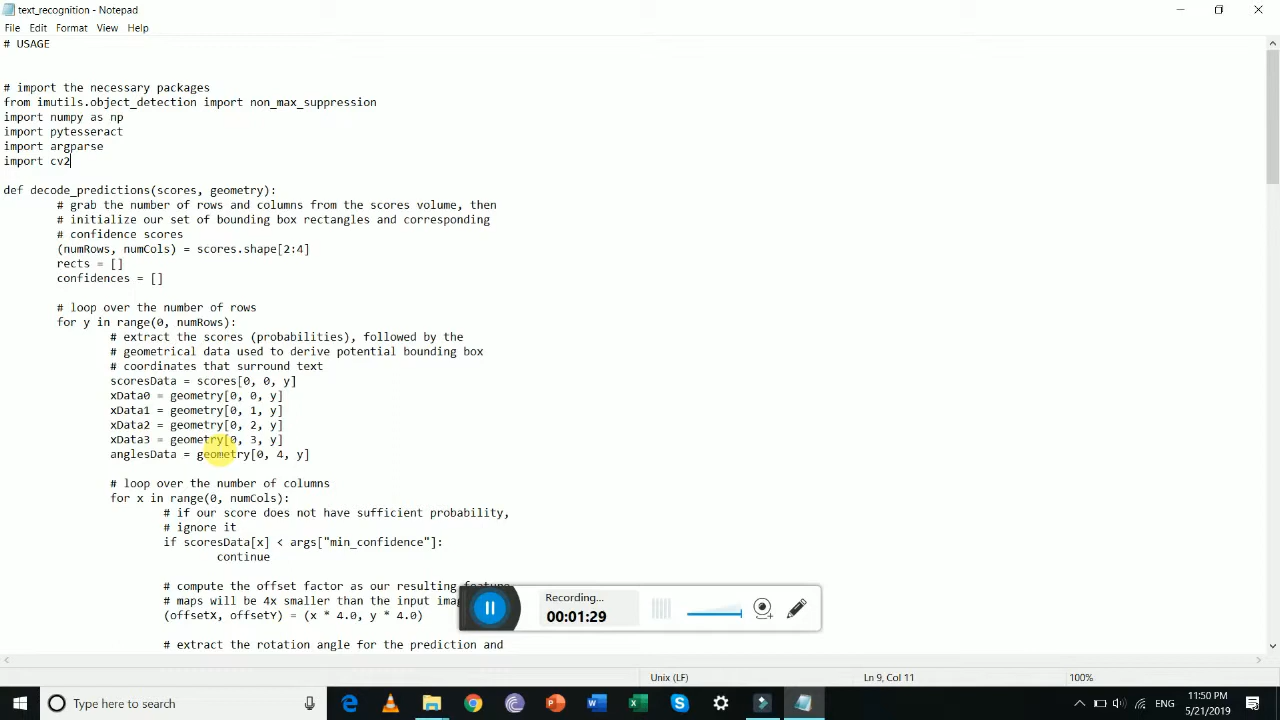 text_recognition - Notepad
File Edit Format View Help
# USAGE
# import the necessary packages
from imutils.object_detection import non_max_suppression
import numpy as np
import pytesseract
import argparse
import cv2
def decode_predictions(scores, geometry):
# grab the number of rows and columns from the scores volume, then
# initialize our set of bounding box rectangles and corresponding
# confidence scores
(numRows, numCols) = scores.shape[2:4]
rects = []
confidences = []
# loop over the number of rows
for y in range(0, numRows):
# extract the scores (probabilities), followed by the
# geometrical data used to derive potential bounding box
# coordinates that surround text
scoresData = scores[0, 0, y]
xData0 = geometry[0, 0, y]
xData1 = geometry[0, 1, y]
xData2 = geometry[0, 2, y]
xData3 = geometry[0, 3, y]
anglesData = geometry[0, 4, y]
# loop over the number of columns
for x in range(0, numCols):
# if our score does not have sufficient probability,
# ignore it
if scoresData[x] < args["min_confidence"]:
continue
# compute the offset factor as our resulting feature
# maps will be 4x smaller than the input
(offsetX, offsetY) = (x * 4.0, y * 4.0)
# extract the rotation angle for the prediction and
Recording...
00:01:29
Unix (LF) Ln 9, Col 11 100%
Type here to search
ENG
11:50 PM
5/21/2019